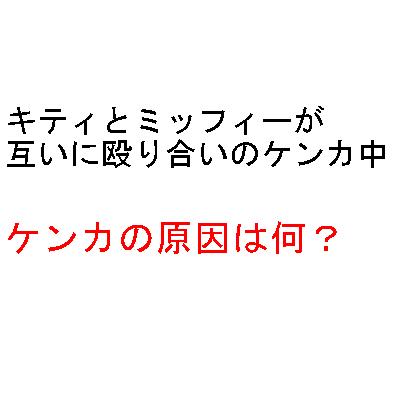 キティとミッフィーが
互いに殴り合いのケンカ中
ケンカの原因は何？